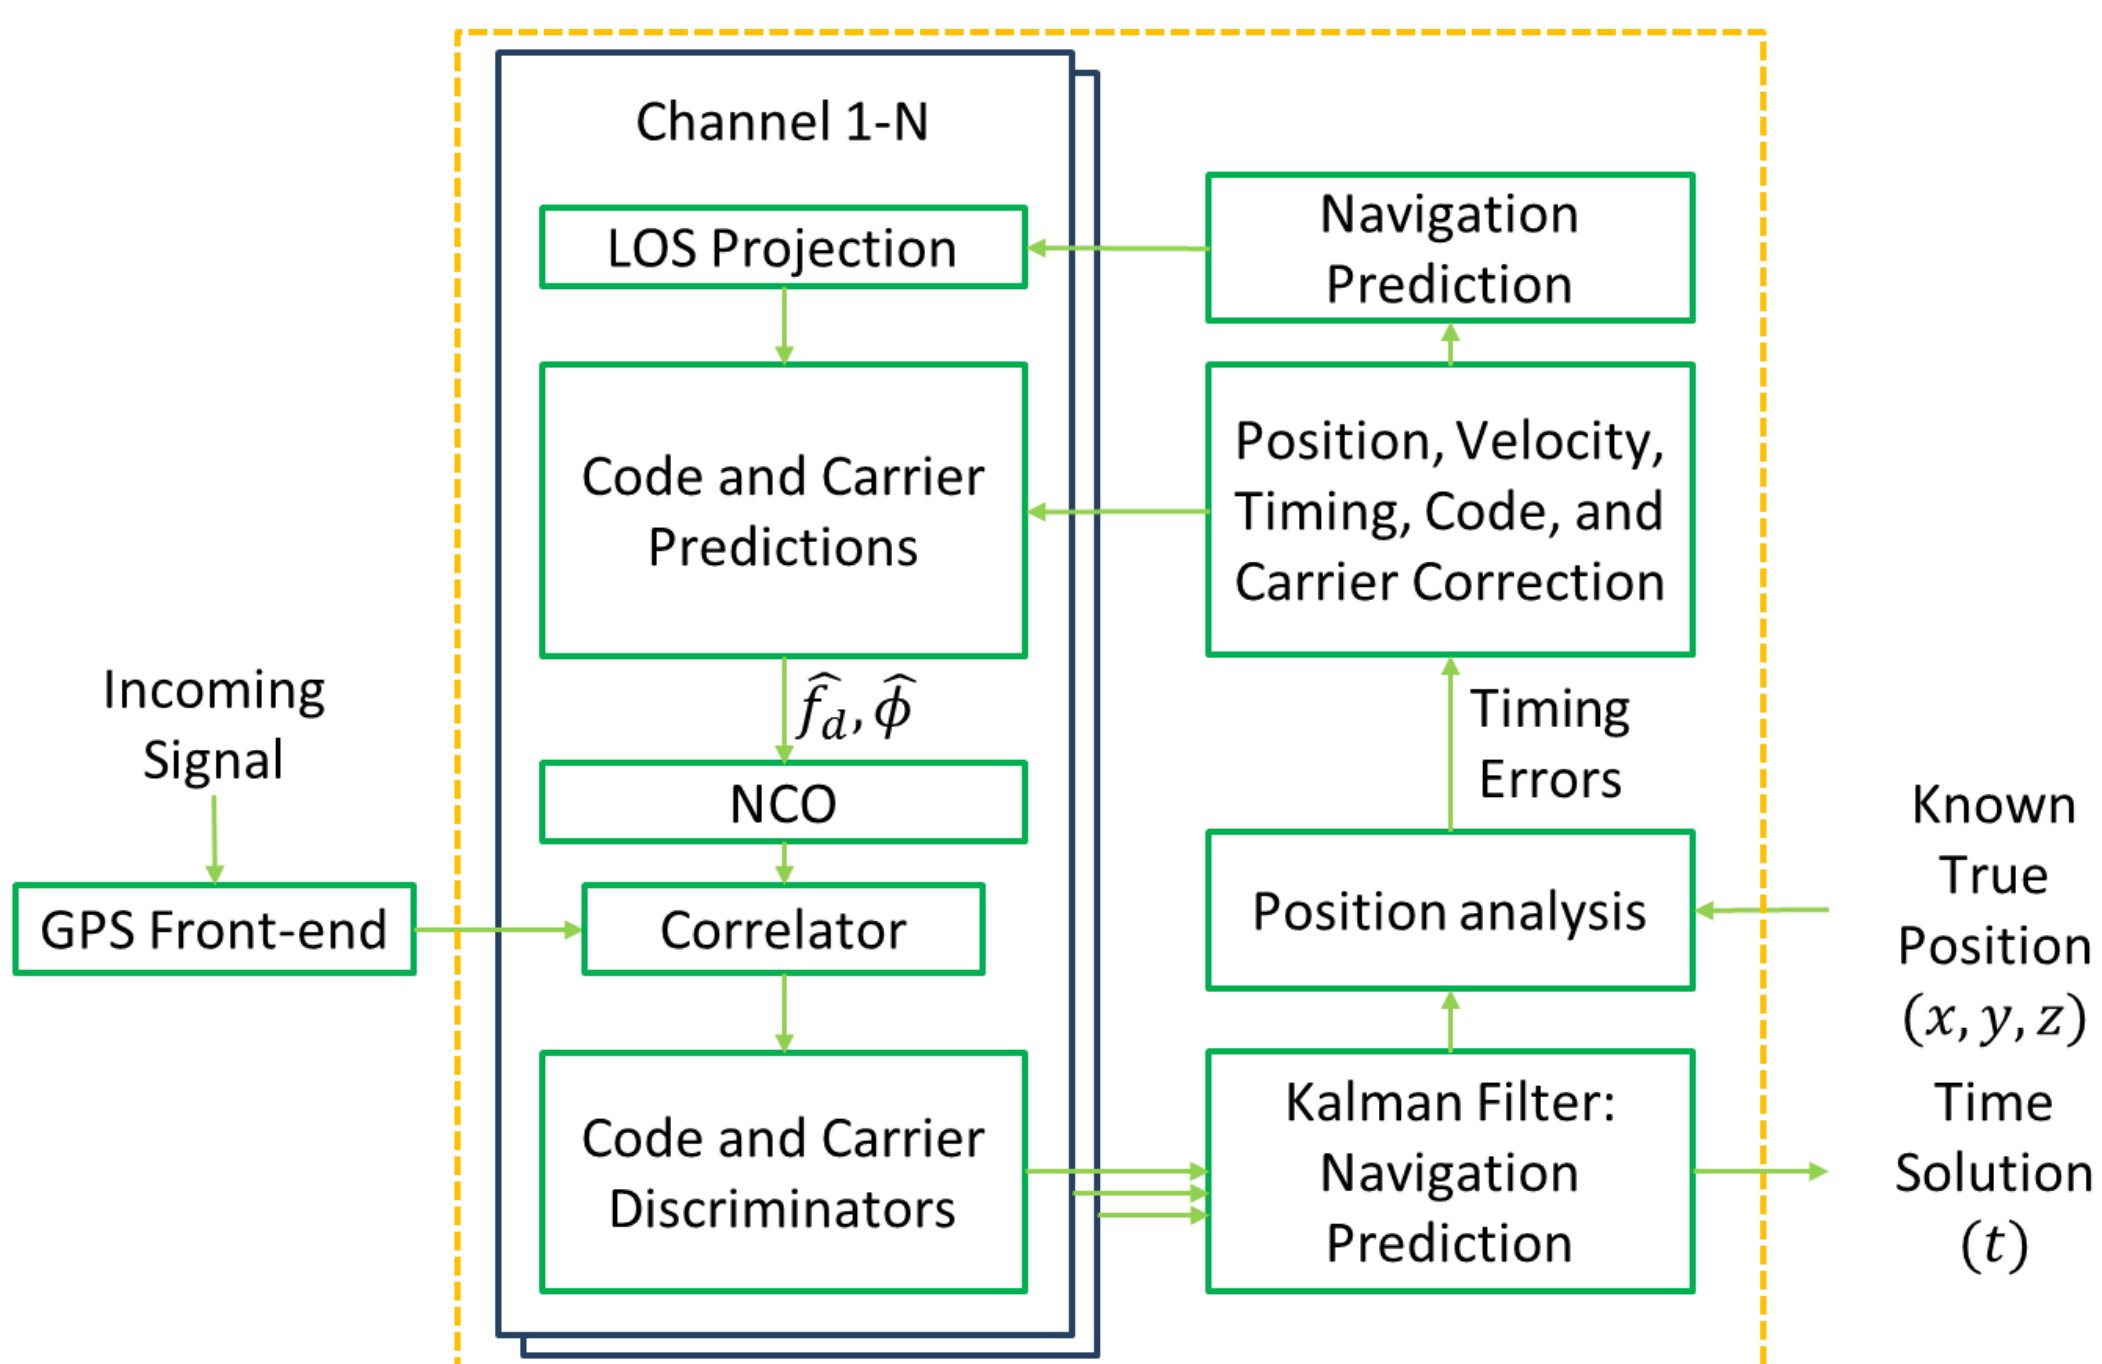 Channel 1-N
LOS Projection
Code and Carrier
Predictions
f̂_d, ϕ̂
NCO
Incoming
Signal
GPS Front-end
Correlator
Code and Carrier
Discriminators
Navigation
Prediction
Position, Velocity,
Timing, Code, and
Carrier Correction
Timing
Errors
Position analysis
Kalman Filter:
Navigation
Prediction
Known
True
Position
(x, y, z)
Time
Solution
(t)